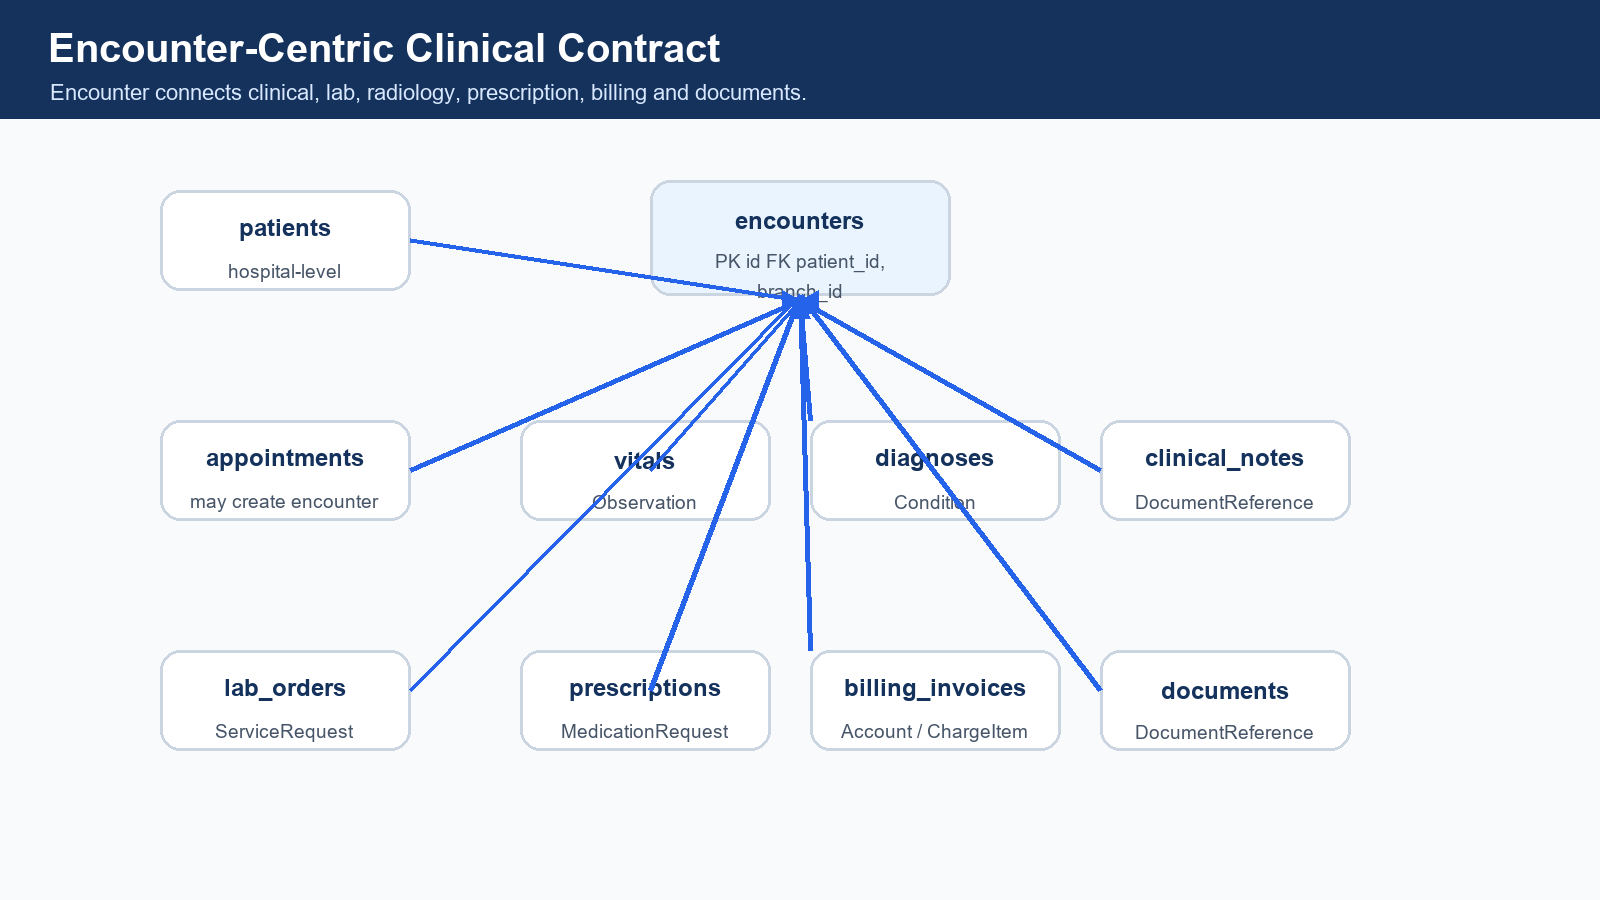 Encounter-Centric Clinical Contract
Encounter connects clinical, lab, radiology, prescription, billing and documents.
patients
hospital-level
encounters
PK id FK patient_id,
branch_id
appointments
may create encounter
vitals
Observation
diagnoses
Condition
clinical_notes
DocumentReference
lab_orders
ServiceRequest
prescriptions
MedicationRequest
billing_invoices
Account / ChargeItem
documents
DocumentReference